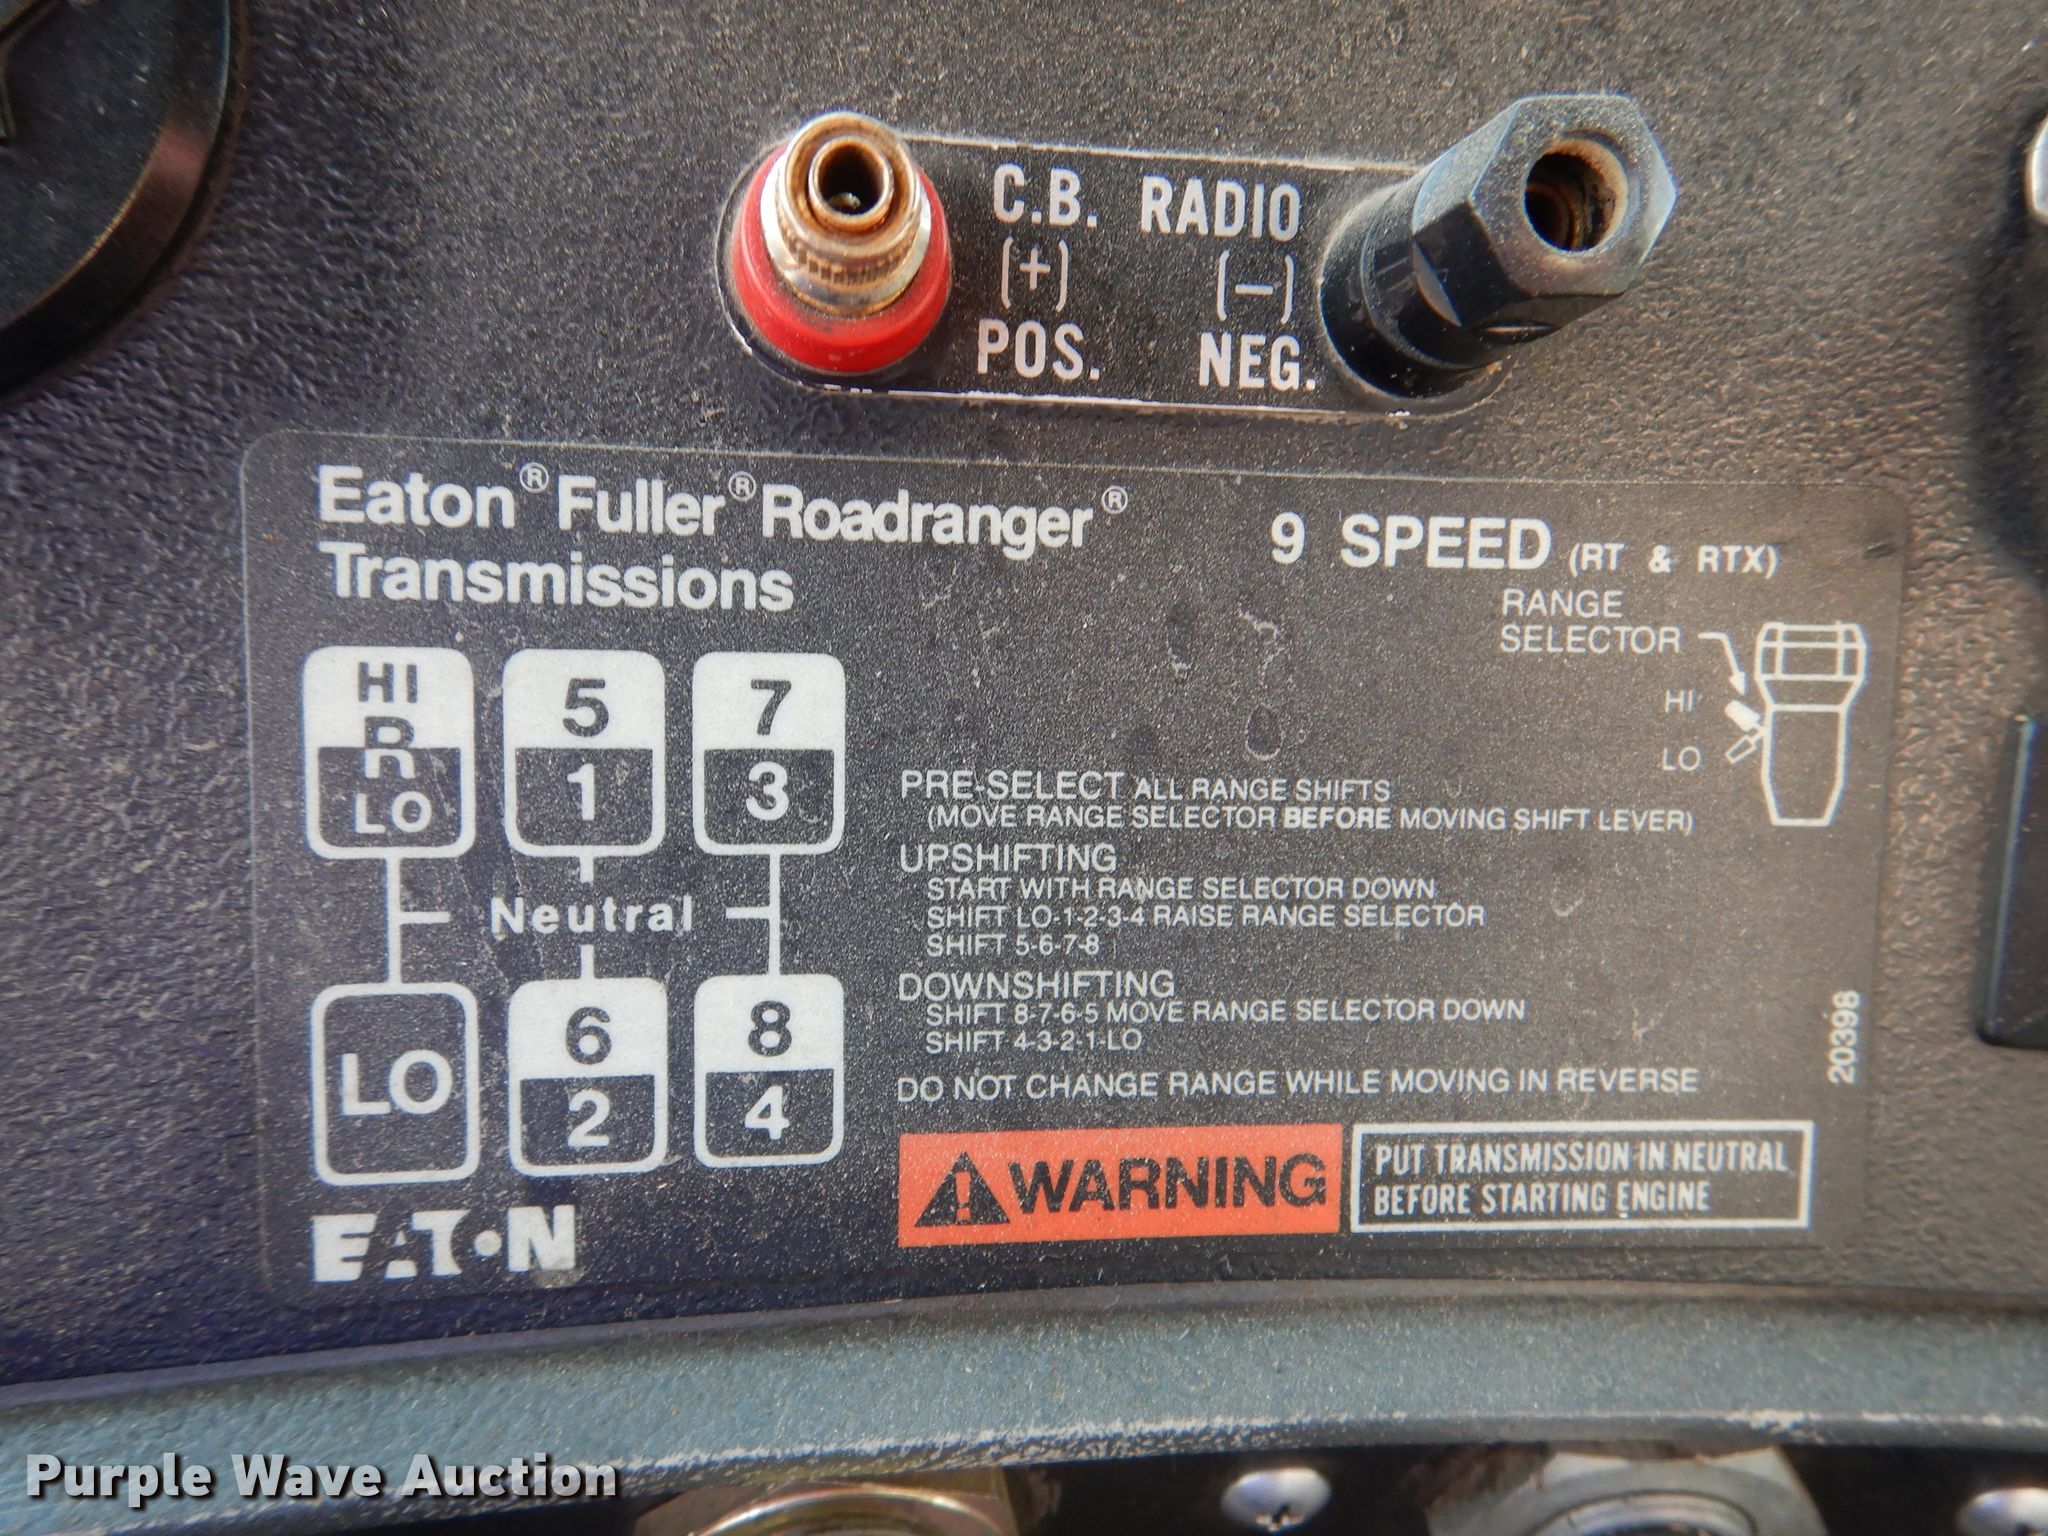 C.B. RADIO
(+) (–)
POS. NEG.
Eaton® Fuller® Roadranger®
Transmissions
9 SPEED (RT & RTX)
RANGE
SELECTOR
HI
LO
HI
R
LO
5
1
7
3
Neutral
LO
6
2
8
4
PRE-SELECT ALL RANGE SHIFTS
(MOVE RANGE SELECTOR BEFORE MOVING SHIFT LEVER)
UPSHIFTING
START WITH RANGE SELECTOR DOWN
SHIFT LO-1-2-3-4 RAISE RANGE SELECTOR
SHIFT 5-6-7-8
DOWNSHIFTING
SHIFT 8-7-6-5 MOVE RANGE SELECTOR DOWN
SHIFT 4-3-2-1-LO
DO NOT CHANGE RANGE WHILE MOVING IN REVERSE
20398
WARNING
PUT TRANSMISSION IN NEUTRAL
BEFORE STARTING ENGINE
EATON
Purple Wave Auction